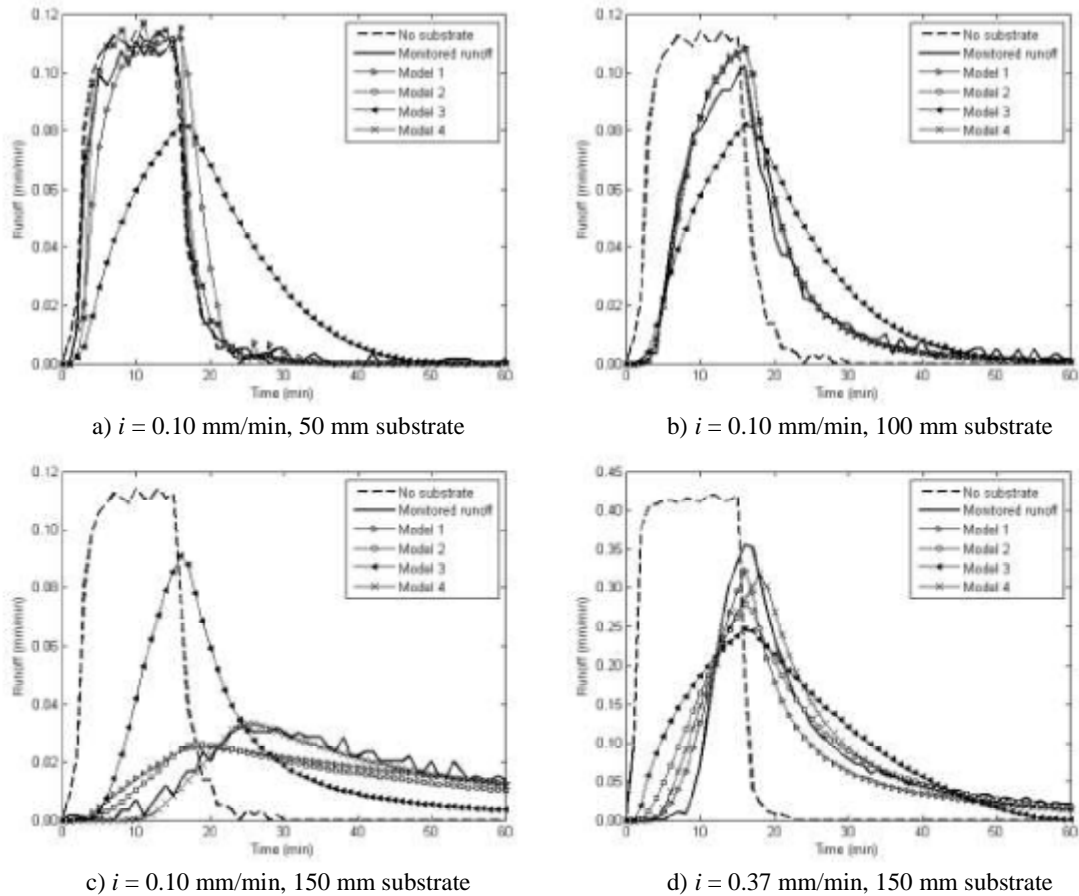 0.12
0.10
0.08
0.06
0.04
0.02
0.00
Runoff (mm/min)
0 10 20 30 40 50 60
Time (min)
No substrate
Monitored runoff
Model 1
Model 2
Model 3
Model 4
a) i = 0.10 mm/min, 50 mm substrate
0.12
0.10
0.08
0.06
0.04
0.02
0.00
Runoff (mm/min)
0 10 20 30 40 50 60
Time (min)
No substrate
Monitored runoff
Model 1
Model 2
Model 3
Model 4
b) i = 0.10 mm/min, 100 mm substrate
0.12
0.10
0.08
0.06
0.04
0.02
0.00
Runoff (mm/min)
0 10 20 30 40 50 60
Time (min)
No substrate
Monitored runoff
Model 1
Model 2
Model 3
Model 4
c) i = 0.10 mm/min, 150 mm substrate
0.45
0.40
0.35
0.30
0.25
0.20
0.15
0.10
0.05
0.00
Runoff (mm/min)
0 10 20 30 40 50 60
Time (min)
No substrate
Monitored runoff
Model 1
Model 2
Model 3
Model 4
d) i = 0.37 mm/min, 150 mm substrate